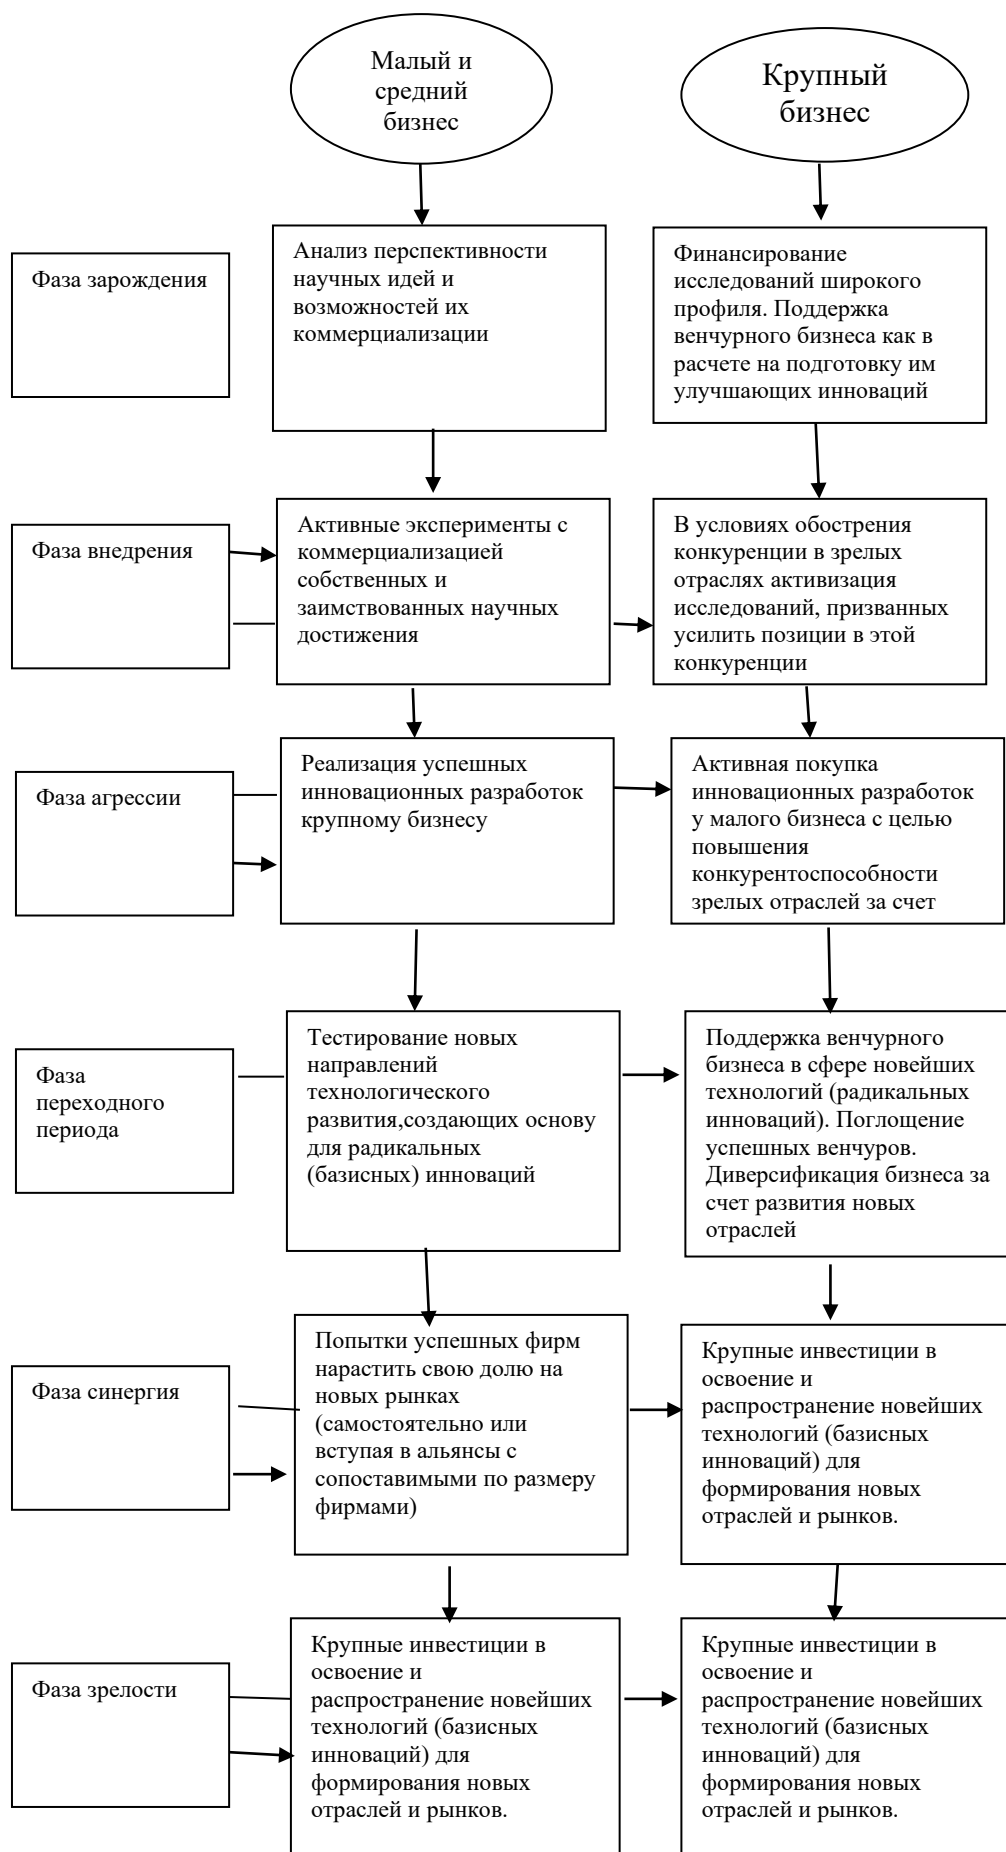 Малый и
средний
бизнес
Крупный
бизнес
Фаза зарождения
Анализ перспективности
научных идей и
возможностей их
коммерциализации
Финансирование
исследований широкого
профиля. Поддержка
венчурного бизнеса как в
расчете на подготовку им
улучшающих инноваций
Фаза внедрения
Активные эксперименты с
коммерциализацией
собственных и
заимствованных научных
достижения
В условиях обострения
конкуренции в зрелых
отраслях активизация
исследований, призванных
усилить позиции в этой
конкуренции
Фаза агрессии
Реализация успешных
инновационных разработок
крупному бизнесу
Активная покупка
инновационных разработок
у малого бизнеса с целью
повышения
конкурентоспособности
зрелых отраслей за счет
Фаза
переходного
периода
Тестирование новых
направлений
технологического
развития,создающих основу
для радикальных
(базисных) инноваций
Поддержка венчурного
бизнеса в сфере новейших
технологий (радикальных
инноваций). Поглощение
успешных венчуров.
Диверсификация бизнеса за
счет развития новых
отраслей
Фаза синергия
Попытки успешных фирм
нарастить свою долю на
новых рынках
(самостоятельно или
вступая в альянсы с
сопоставимыми по размеру
фирмами)
Крупные инвестиции в
освоение и
распространение новейших
технологий (базисных
инноваций) для
формирования новых
отраслей и рынков.
Фаза зрелости
Крупные инвестиции в
освоение и
распространение новейших
технологий (базисных
инноваций) для
формирования новых
отраслей и рынков.
Крупные инвестиции в
освоение и
распространение новейших
технологий (базисных
инноваций) для
формирования новых
отраслей и рынков.